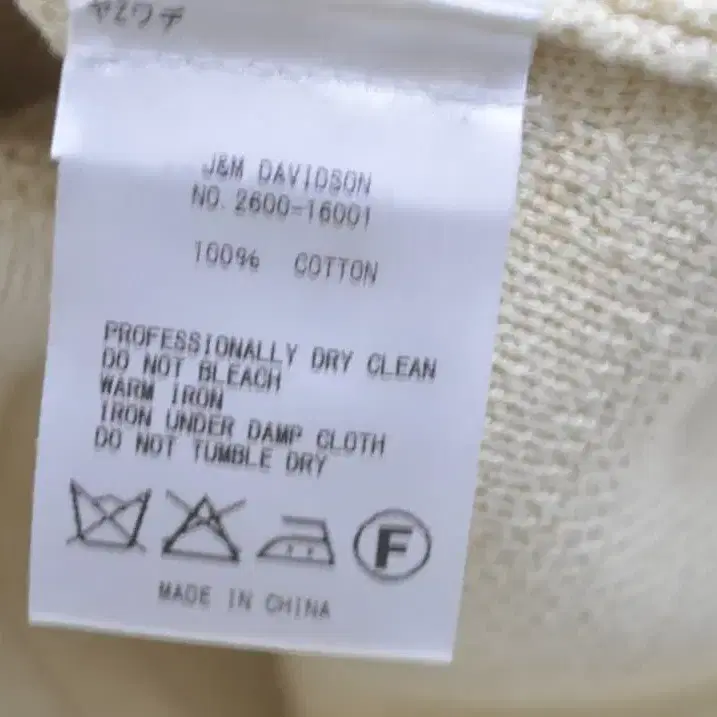 J&M DAVIDSON
NO. 2600-16001
100% COTTON
PROFESSIONALLY DRY CLEAN
DO NOT BLEACH
WARM IRON
IRON UNDER DAMP CLOTH
DO NOT TUMBLE DRY
F
MADE IN CHINA